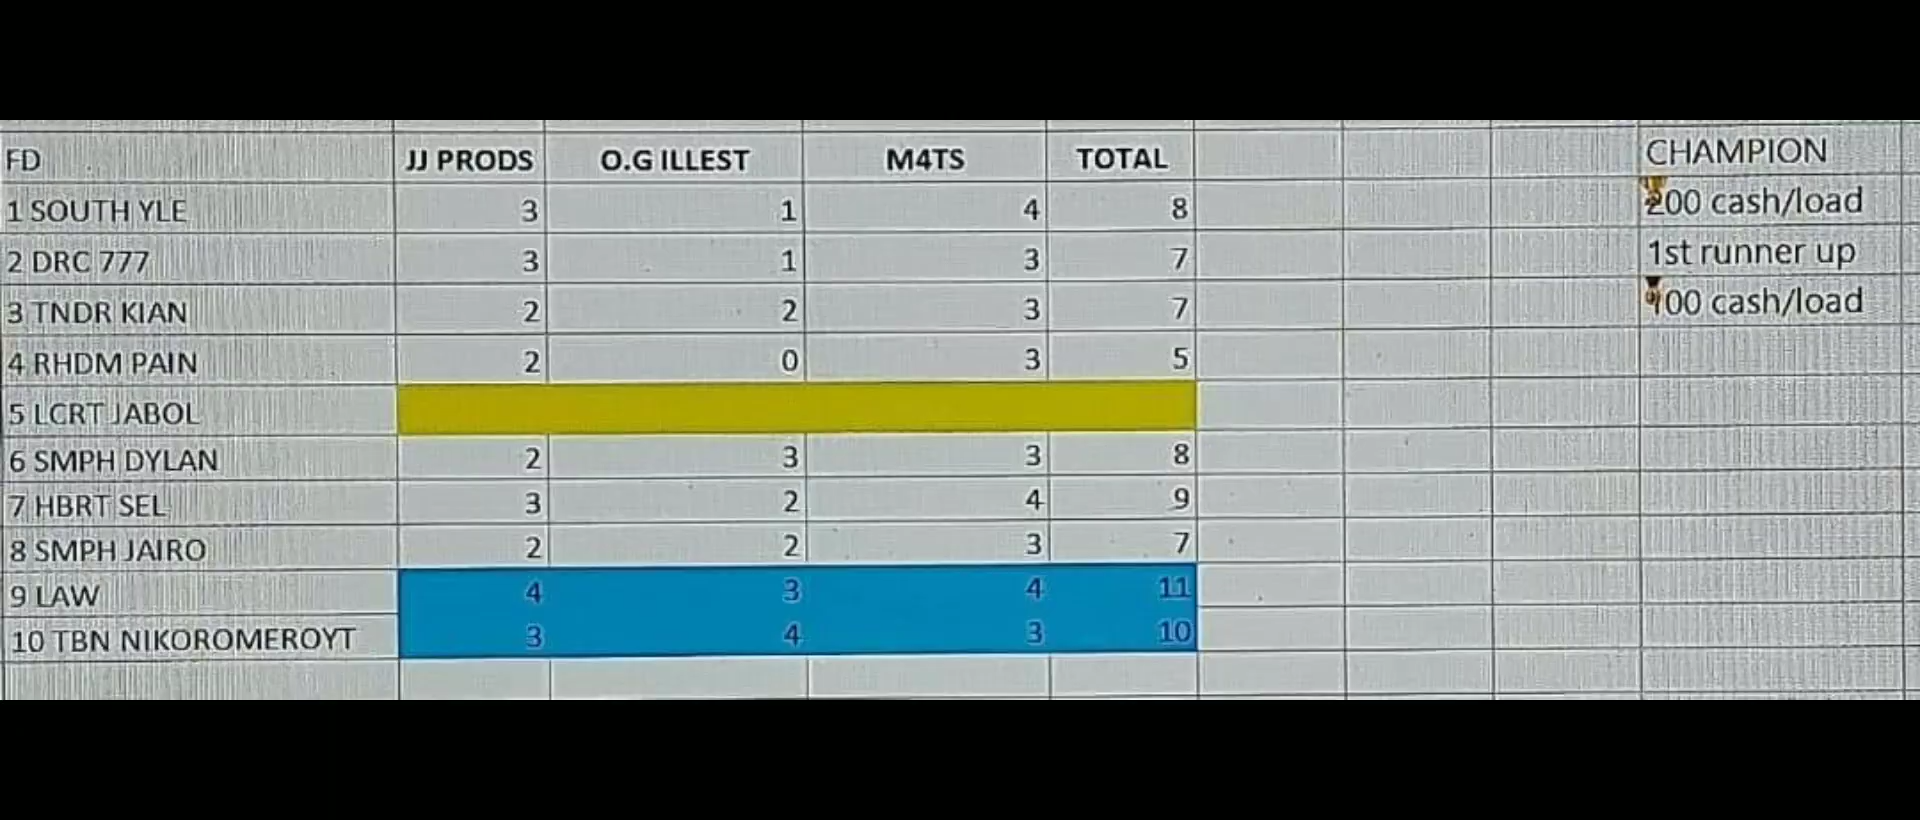 FD JJ PRODS O.G ILLEST M4TS TOTAL CHAMPION
1 SOUTH YLE 3 1 4 8 200 cash/load
2 DRC 777 3 1 3 7 1st runner up
3 TNDR KIAN 2 2 3 7 100 cash/load
4 RHDM PAIN 2 0 3 5
5 LCRT JABOL
6 SMPH DYLAN 2 3 3 8
7 HBRT SEL 3 2 4 9
8 SMPH JAIRO 2 2 3 7
9 LAW 4 3 4 11
10 TBN NIKOROMEROYT 3 4 3 10